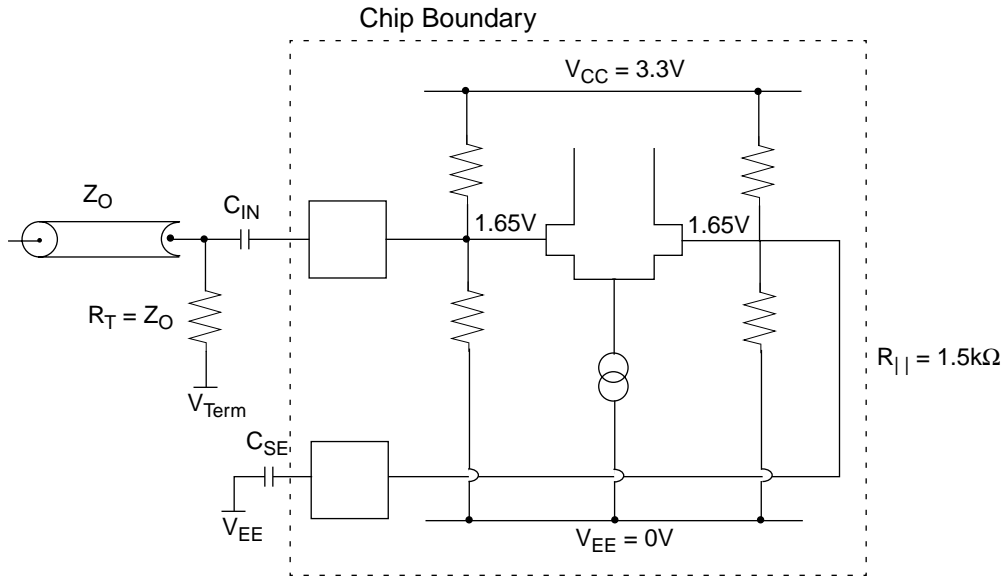 Chip Boundary
V_CC = 3.3V
Z_O
C_IN
1.65V
1.65V
R_T = Z_O
R_|| = 1.5kΩ
V_Term
C_SE
V_EE
V_EE = 0V